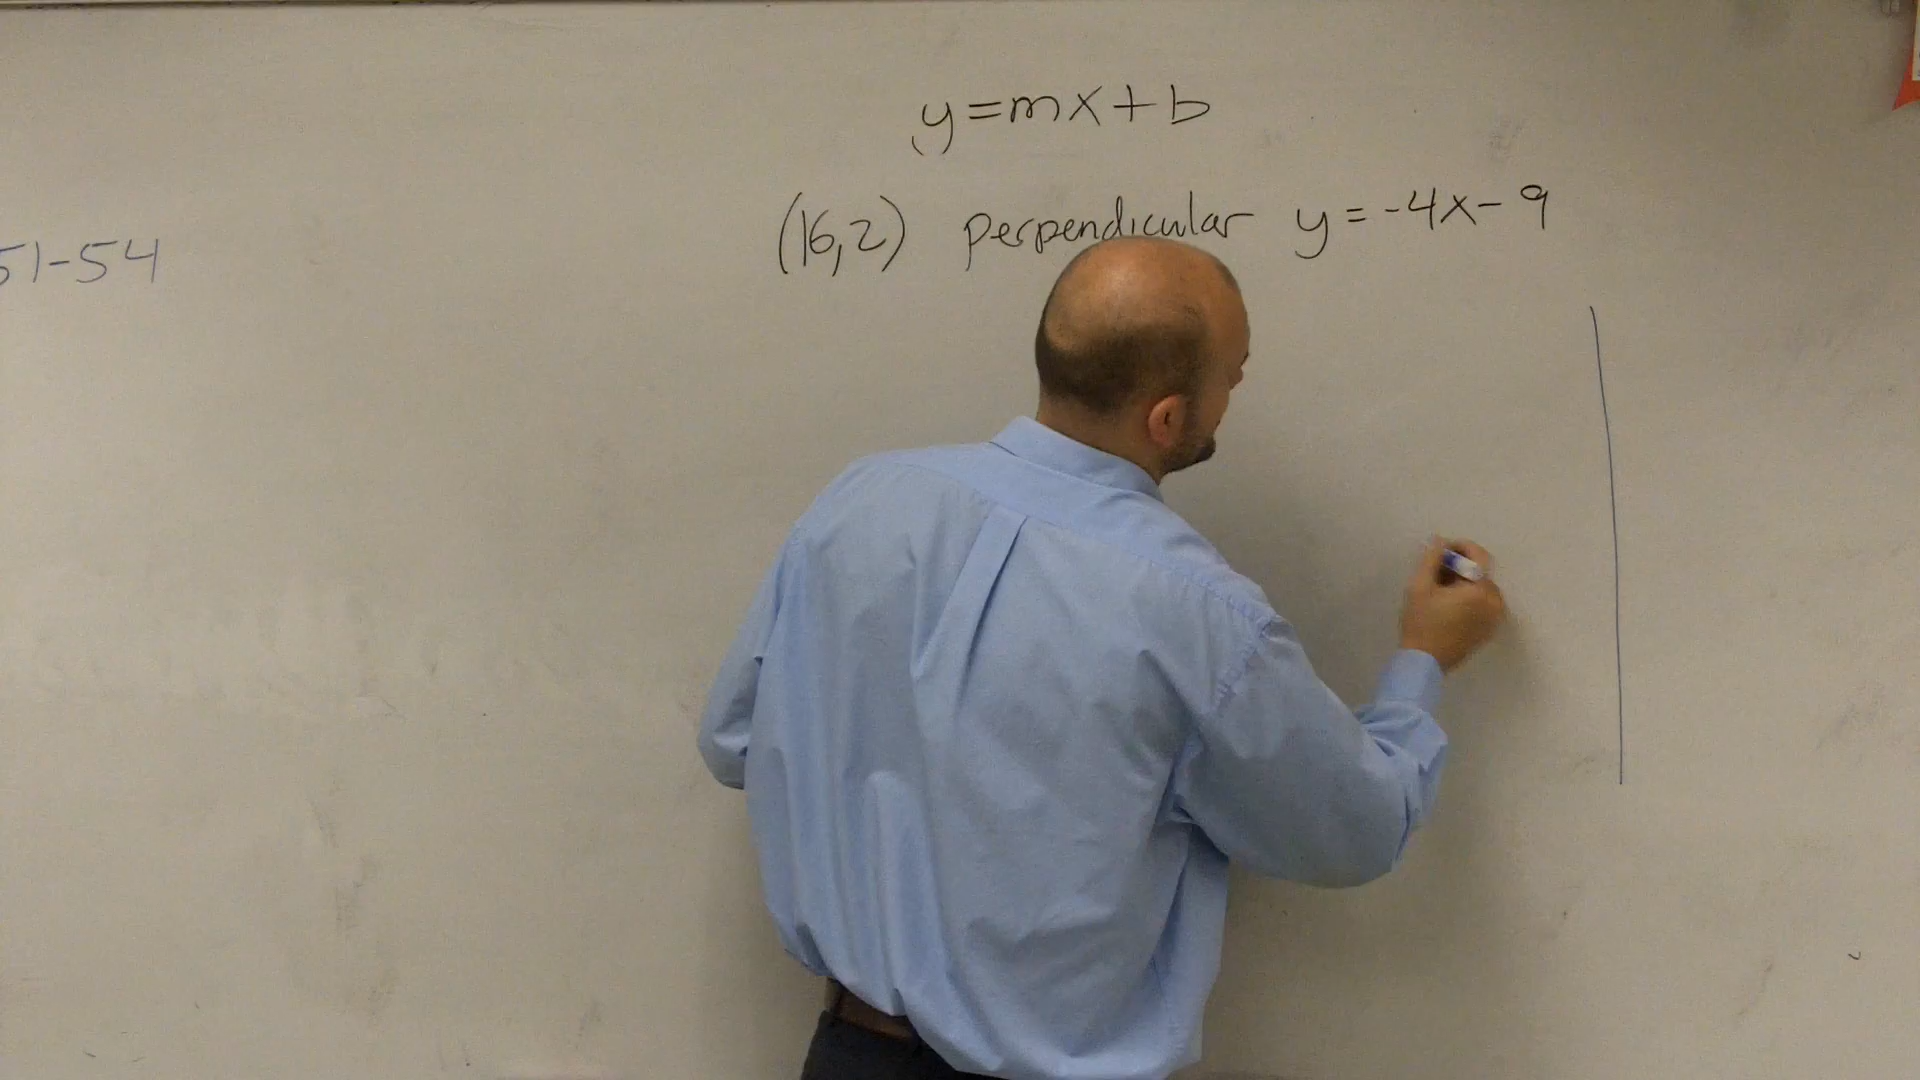 y=mx+b
(16,2) perpendicular y=-4x-9
51-54